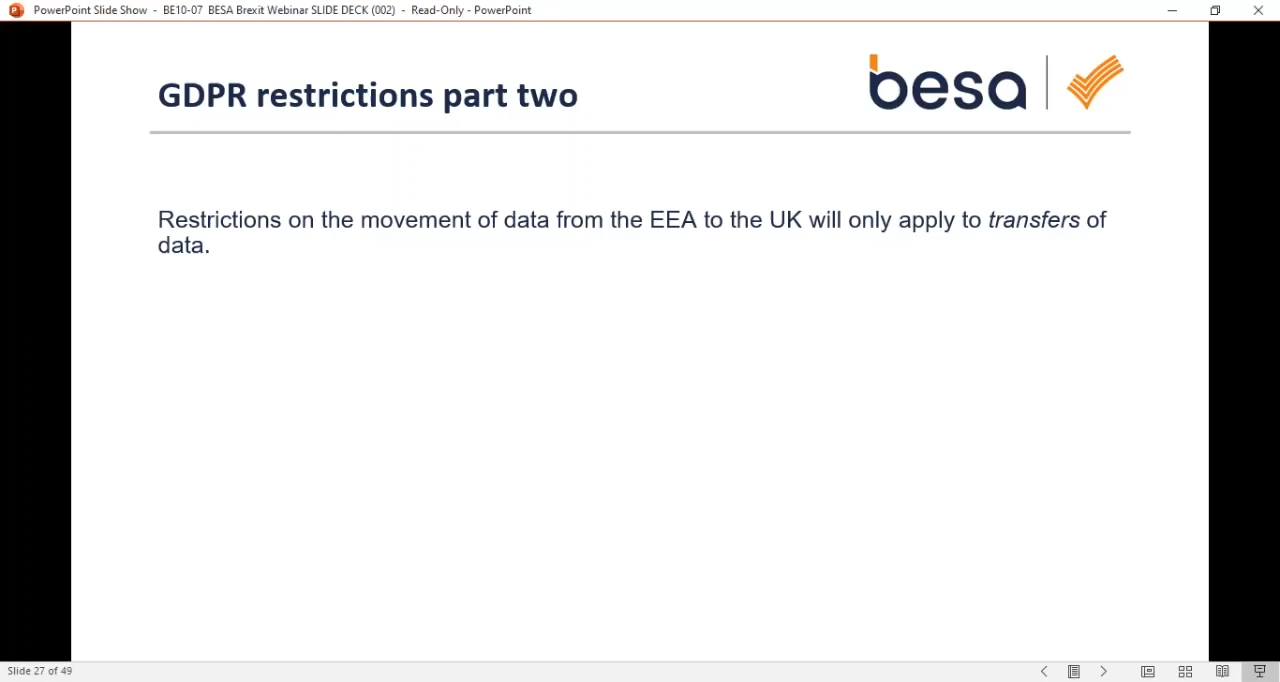 PowerPoint Slide Show - BE10-07 BESA Brexit Webinar SLIDE DECK (002) - Read-Only - PowerPoint
GDPR restrictions part two
besa
Restrictions on the movement of data from the EEA to the UK will only apply to transfers of
data.
Slide 27 of 49